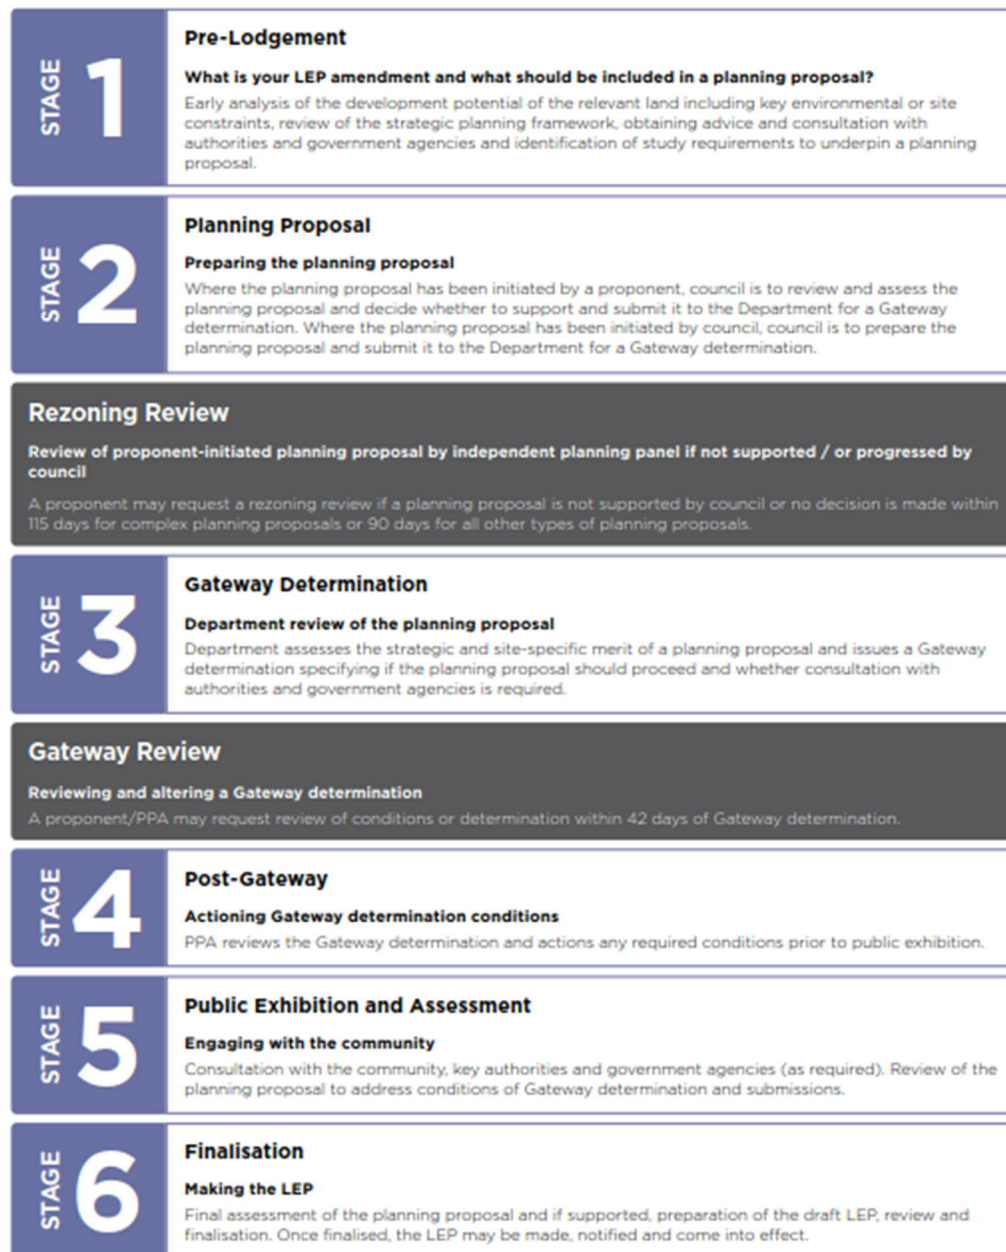 STAGE 1
Pre-Lodgement
What is your LEP amendment and what should be included in a planning proposal?
Early analysis of the development potential of the relevant land including key environmental or site
constraints, review of the strategic planning framework, obtaining advice and consultation with
authorities and government agencies and identification of study requirements to underpin a planning
proposal.
STAGE 2
Planning Proposal
Preparing the planning proposal
Where the planning proposal has been initiated by a proponent, council is to review and assess the
planning proposal and decide whether to support and submit it to the Department for a Gateway
determination. Where the planning proposal has been initiated by council, council is to prepare the
planning proposal and submit it to the Department for a Gateway determination.
Rezoning Review
Review of proponent-initiated planning proposal by independent planning panel if not supported / or progressed by
council
A proponent may request a rezoning review if a planning proposal is not supported by council or no decision is made within
115 days for complex planning proposals or 90 days for all other types of planning proposals.
STAGE 3
Gateway Determination
Department review of the planning proposal
Department assesses the strategic and site-specific merit of a planning proposal and issues a Gateway
determination specifying if the planning proposal should proceed and whether consultation with
authorities and government agencies is required.
Gateway Review
Reviewing and altering a Gateway determination
A proponent/PPA may request review of conditions or determination within 42 days of Gateway determination.
STAGE 4
Post-Gateway
Actioning Gateway determination conditions
PPA reviews the Gateway determination and actions any required conditions prior to public exhibition.
STAGE 5
Public Exhibition and Assessment
Engaging with the community
Consultation with the community, key authorities and government agencies (as required). Review of the
planning proposal to address conditions of Gateway determination and submissions.
STAGE 6
Finalisation
Making the LEP
Final assessment of the planning proposal and if supported, preparation of the draft LEP, review and
finalisation. Once finalised, the LEP may be made, notified and come into effect.